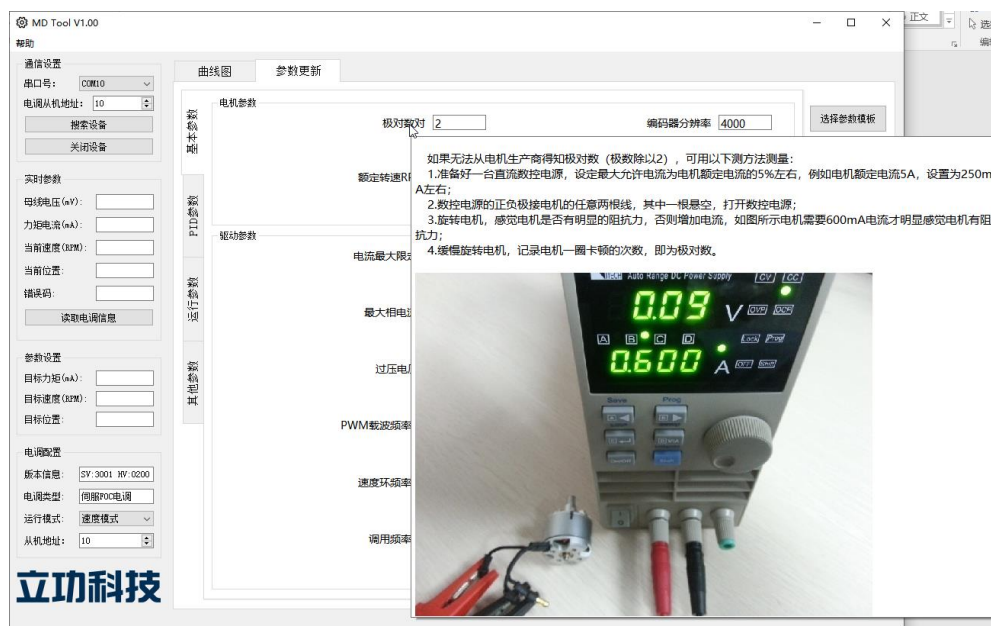 MD Tool V1.00
正文
帮助
通信设置
串口号:
COM10
电调从机地址:
10
搜索设备
关闭设备
实时参数
母线电压(mV):
力矩电流(mA):
当前速度(RPM):
当前位置:
错误码:
读取电调信息
参数设置
目标力矩(mA):
目标速度(RPM):
目标位置:
电调配置
版本信息:
SV:3001 HV:0200
电调类型:
伺服FOC电调
运行模式:
速度模式
从机地址:
10
立功科技
曲线图
参数更新
基本参数
PID参数
运行参数
其他参数
电机参数
极对数对
2
编码器分辨率
4000
选择参数模板
额定转速R
驱动参数
电流最大限
最大相电
过压电
PWM载波频率
速度环频率
调用频率
如果无法从电机生产商得知极对数（极数除以2），可用以下测方法测量：
1.准备好一台直流数控电源，设定最大允许电流为电机额定电流的5%左右，例如电机额定电流5A，设置为250m
A左右；
2.数控电源的正负极接电机的任意两根线，其中一根悬空，打开数控电源；
3.旋转电机，感觉电机是否有明显的阻抗力，否则增加电流，如图所示电机需要600mA电流才明显感觉电机有阻
抗力；
4.缓慢旋转电机，记录电机一圈卡顿的次数，即为极对数。
Auto Range DC Power Supply
CV
CC
0.09 V
OVP
OCP
A
B
C
D
Lock
Prog
0.600 A
OFF
Save
Prog